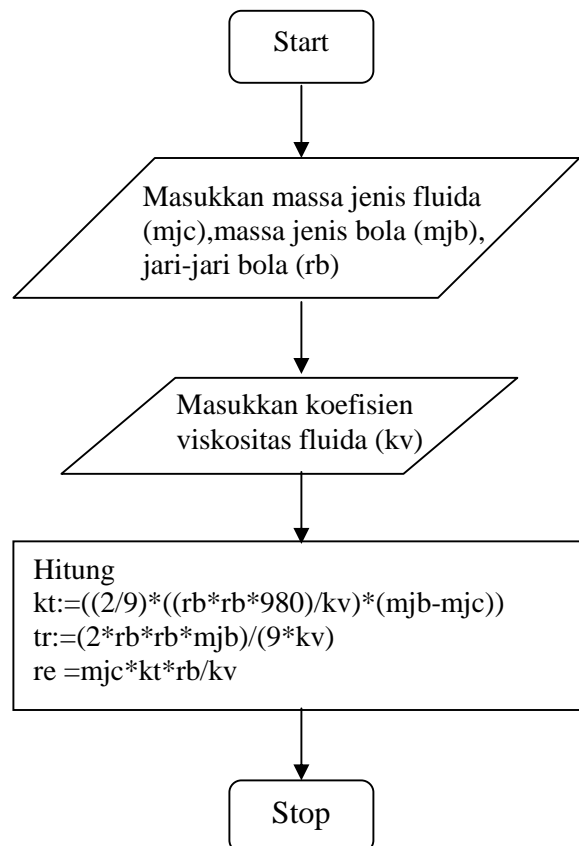 Start
Masukkan massa jenis fluida
(mjc),massa jenis bola (mjb),
jari-jari bola (rb)
Masukkan koefisien
viskositas fluida (kv)
Hitung
kt:=((2/9)*((rb*rb*980)/kv)*(mjb-mjc))
tr:=(2*rb*rb*mjb)/(9*kv)
re =mjc*kt*rb/kv
Stop